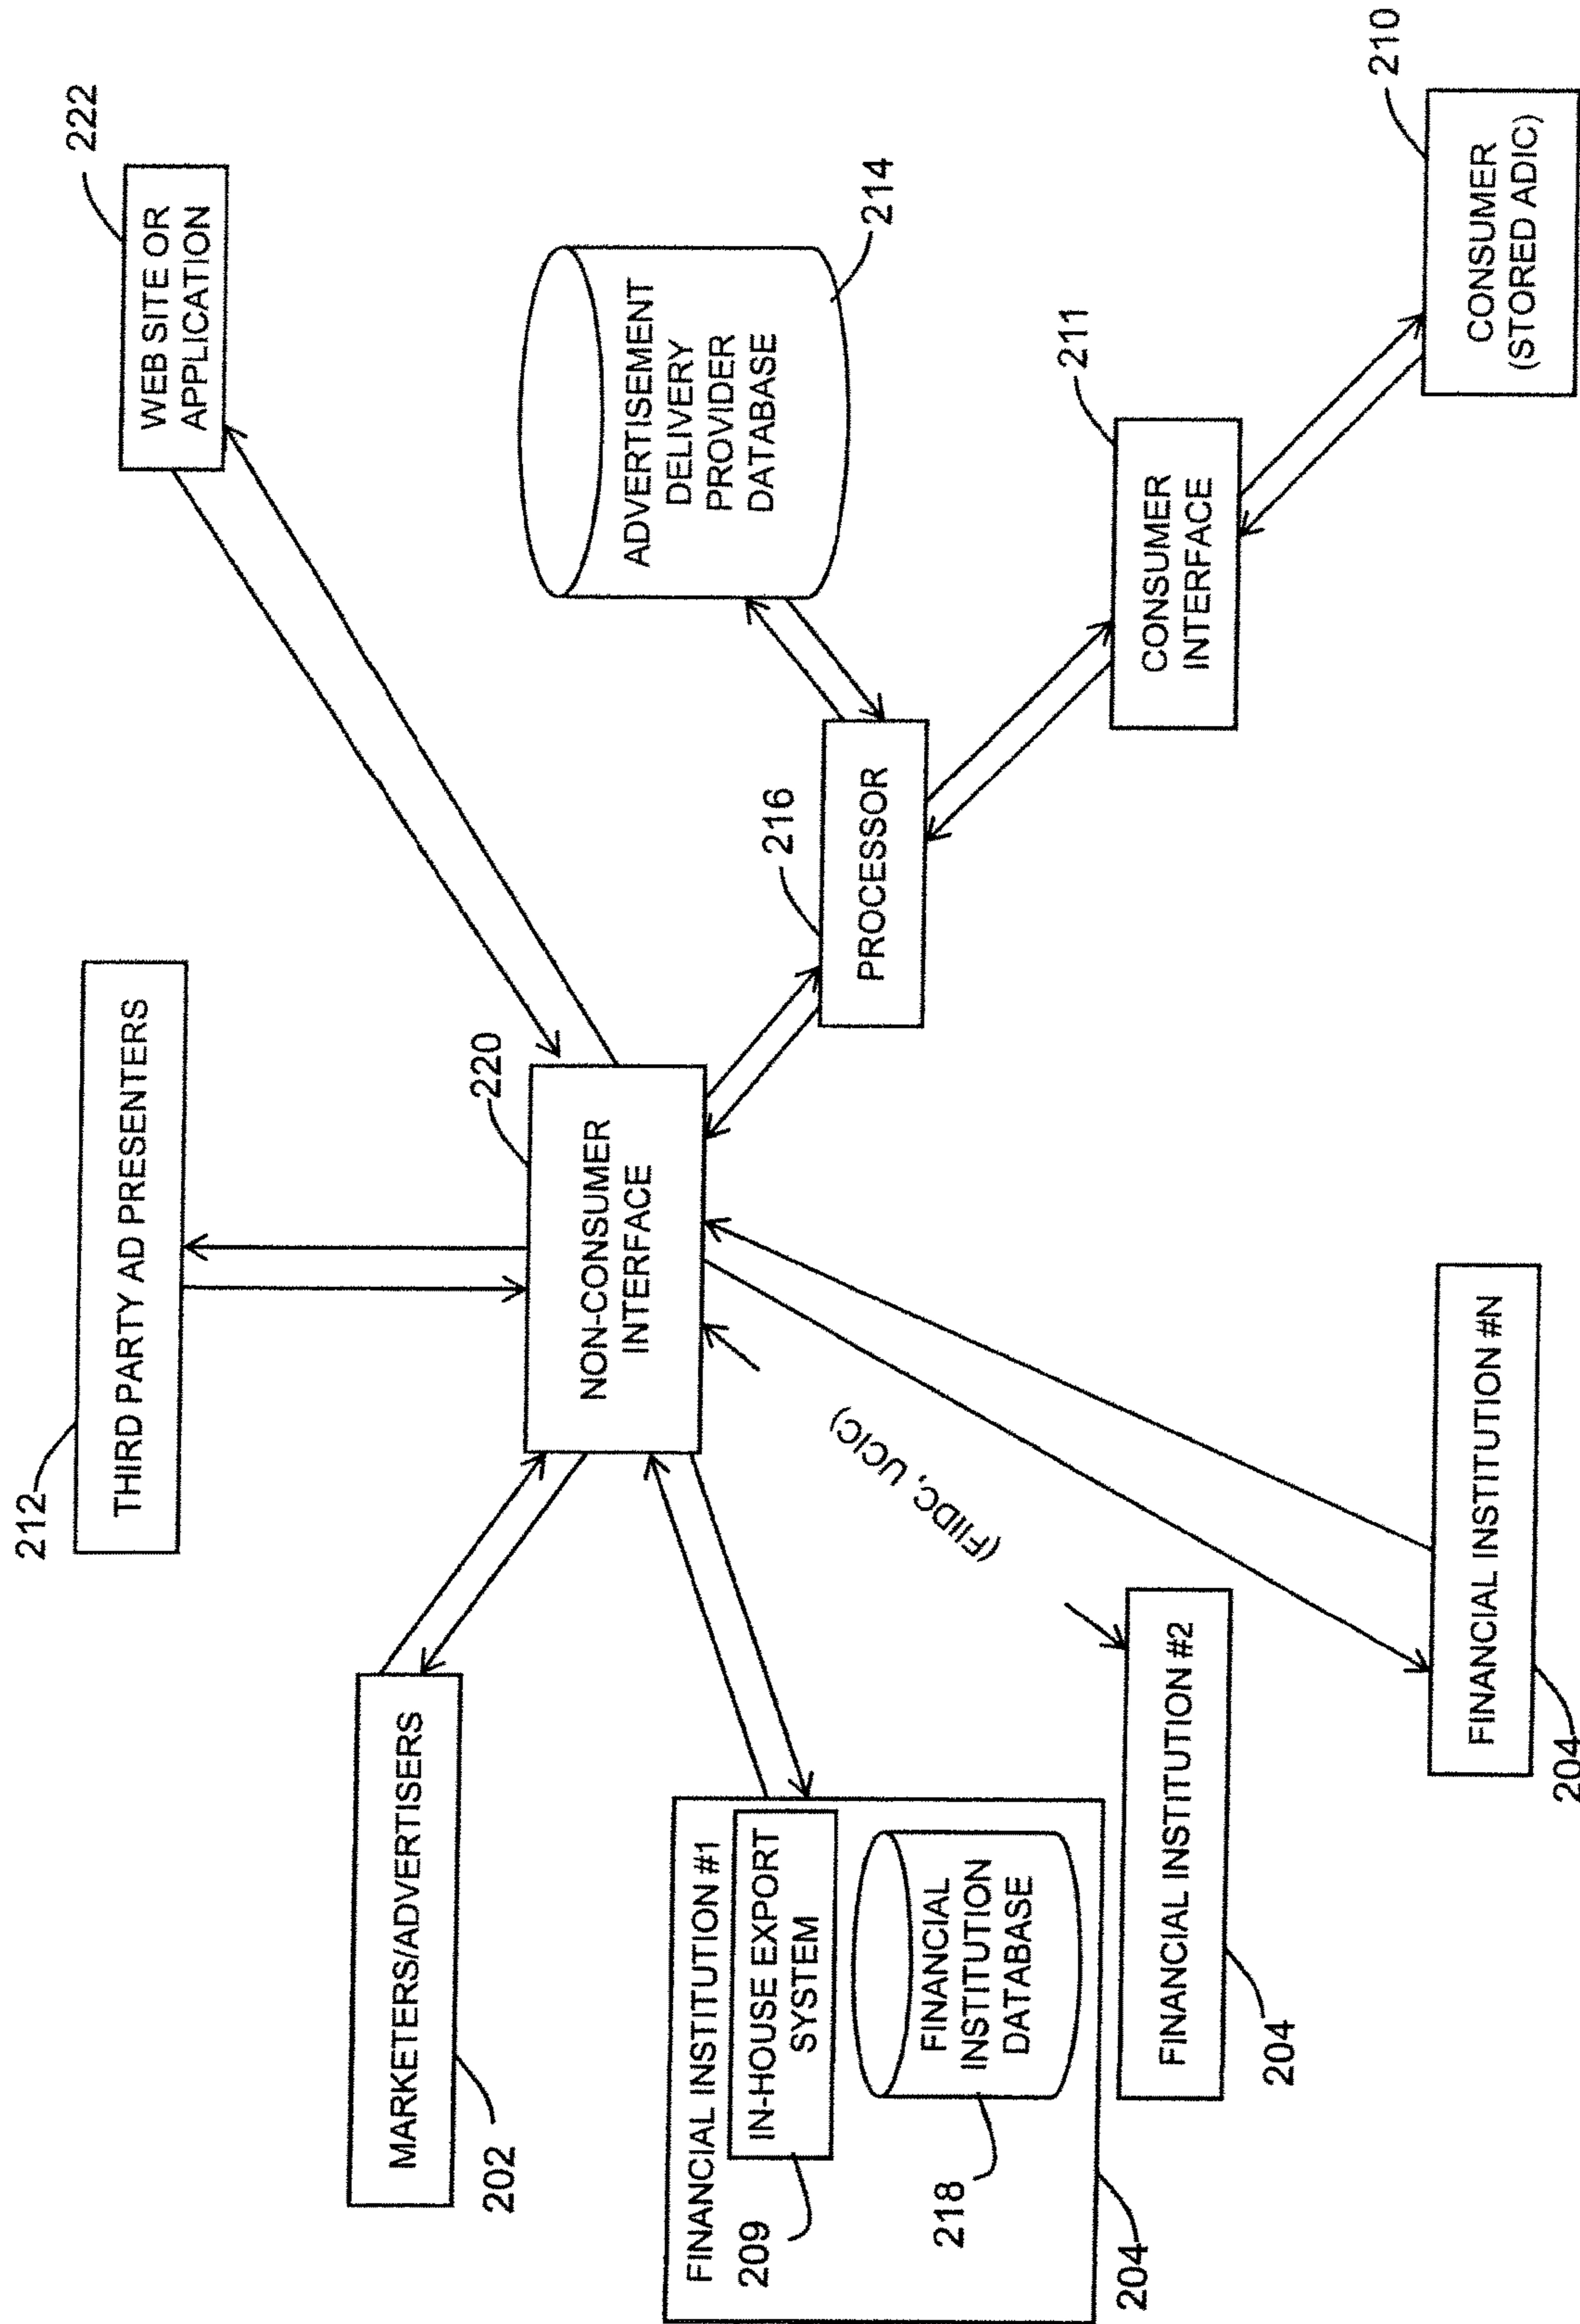 212
THIRD PARTY AD PRESENTERS
222
WEB SITE OR
APPLICATION
MARKETERS/ADVERTISERS
202
220
NON-CONSUMER
INTERFACE
ADVERTISEMENT
DELIVERY
PROVIDER
DATABASE
214
FINANCIAL INSTITUTION #1
209
IN-HOUSE EXPORT
SYSTEM
218
FINANCIAL
INSTITUTION
DATABASE
204
(FIIDC, UCIC)
216
PROCESSOR
211
CONSUMER
INTERFACE
FINANCIAL INSTITUTION #2
204
FINANCIAL INSTITUTION #N
204
210
CONSUMER
(STORED ADIC)